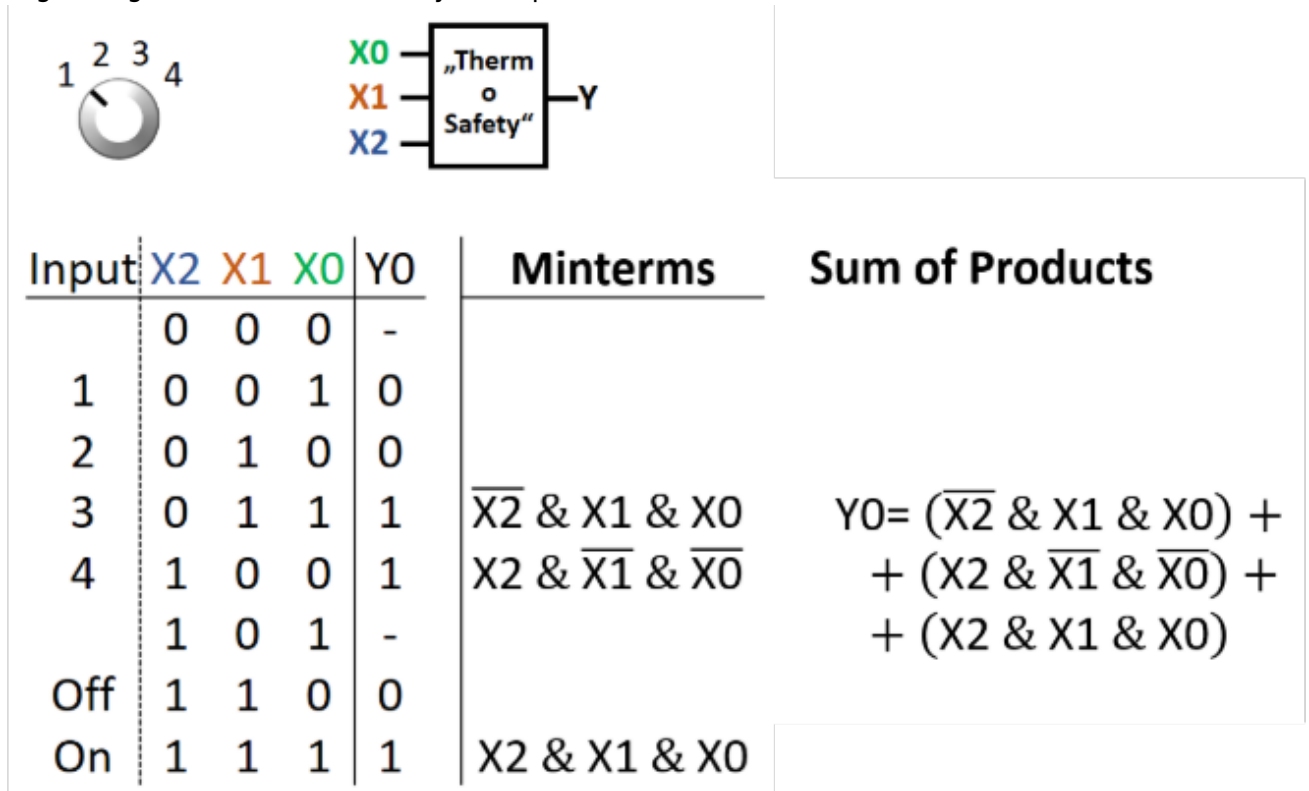 1 2 3 4
X0
X1
X2
„Therm
o
Safety“
Y
Input X2 X1 X0 Y0 Minterms Sum of Products
0 0 0 -
1 0 0 1 0
2 0 1 0 0
3 0 1 1 1 X̅2̅ & X1 & X0 Y0= (X̅2̅ & X1 & X0) +
4 1 0 0 1 X2 & X̅1̅ & X̅0̅ + (X2 & X̅1̅ & X̅0̅) +
1 0 1 - + (X2 & X1 & X0)
Off 1 1 0 0
On 1 1 1 1 X2 & X1 & X0